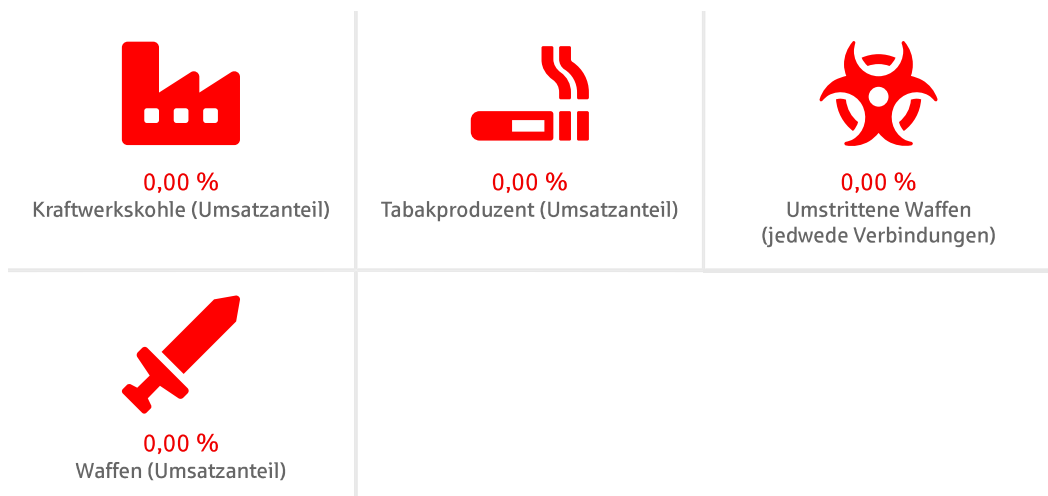 0,00 %
Kraftwerkskohle (Umsatzanteil)
0,00 %
Tabakproduzent (Umsatzanteil)
0,00 %
Umstrittene Waffen
(jedwede Verbindungen)
0,00 %
Waffen (Umsatzanteil)